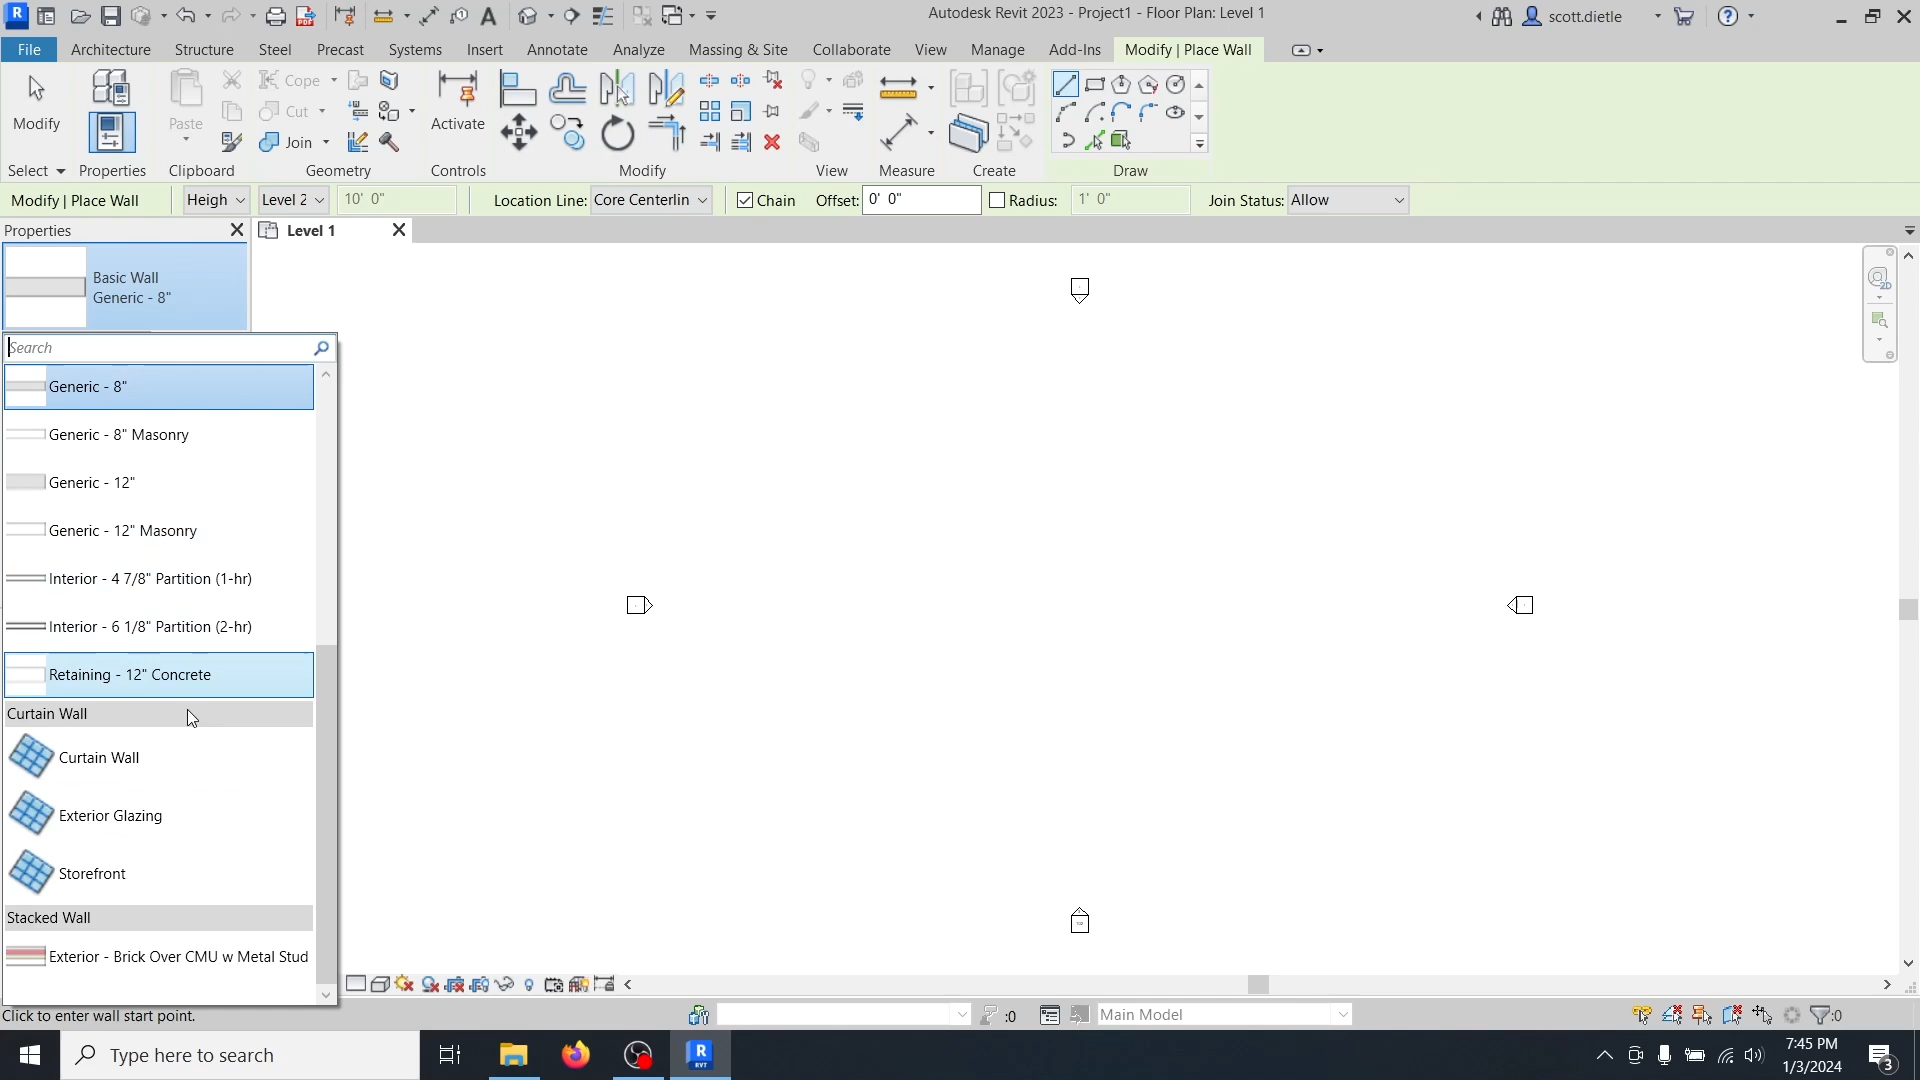 Autodesk Revit 2023 - Project1 - Floor Plan: Level 1
scott.dietle
File Architecture Structure Steel Precast Systems Insert Annotate Analyze Massing & Site Collaborate View Manage Add-Ins Modify | Place Wall
Modify
Paste
Cope
Cut
Join
Activate
Select Properties Clipboard Geometry Controls Modify View Measure Create Draw
Modify | Place Wall Heigh Level 2 10' 0" Location Line: Core Centerlin Chain Offset: 0' 0" Radius: 1' 0" Join Status: Allow
Properties
Level 1
Basic Wall
Generic - 8"
Search
Generic - 8"
Generic - 8" Masonry
Generic - 12"
Generic - 12" Masonry
Interior - 4 7/8" Partition (1-hr)
Interior - 6 1/8" Partition (2-hr)
Retaining - 12" Concrete
Curtain Wall
Curtain Wall
Exterior Glazing
Storefront
Stacked Wall
Exterior - Brick Over CMU w Metal Stud
Click to enter wall start point.
:0
Main Model
:0
Type here to search
7:45 PM
1/3/2024
3